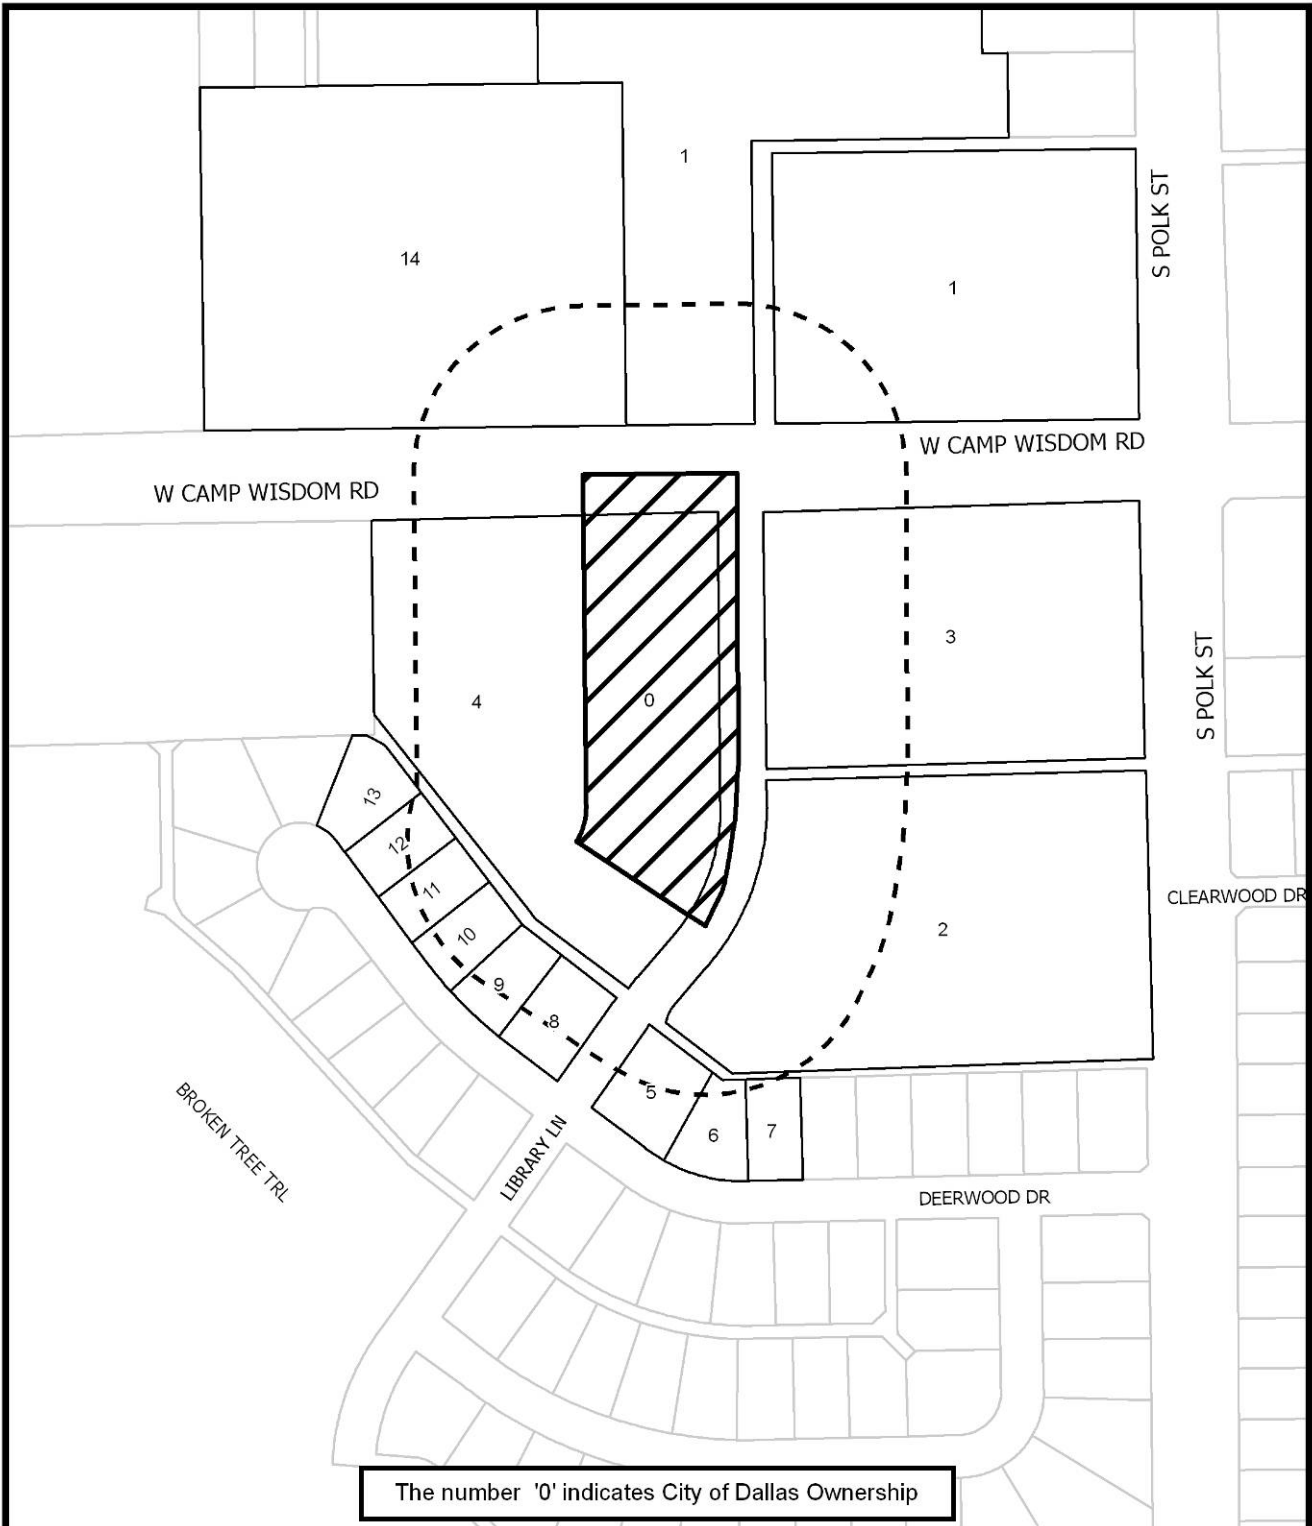 1
S POLK ST
14
1
W CAMP WISDOM RD
W CAMP WISDOM RD
3
S POLK ST
4
0
13
12
11
CLEARWOOD DR
10
2
9
8
5
6
7
BROKEN TREE TRL
LIBRARY LN
DEERWOOD DR
The number '0' indicates City of Dallas Ownership